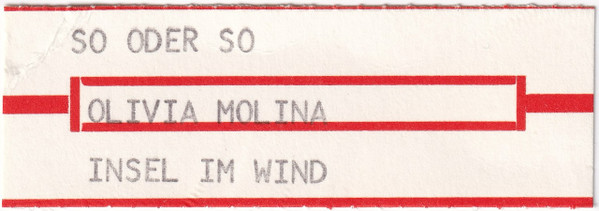 SO ODER SO
OLIVIA MOLINA
INSEL IM WIND